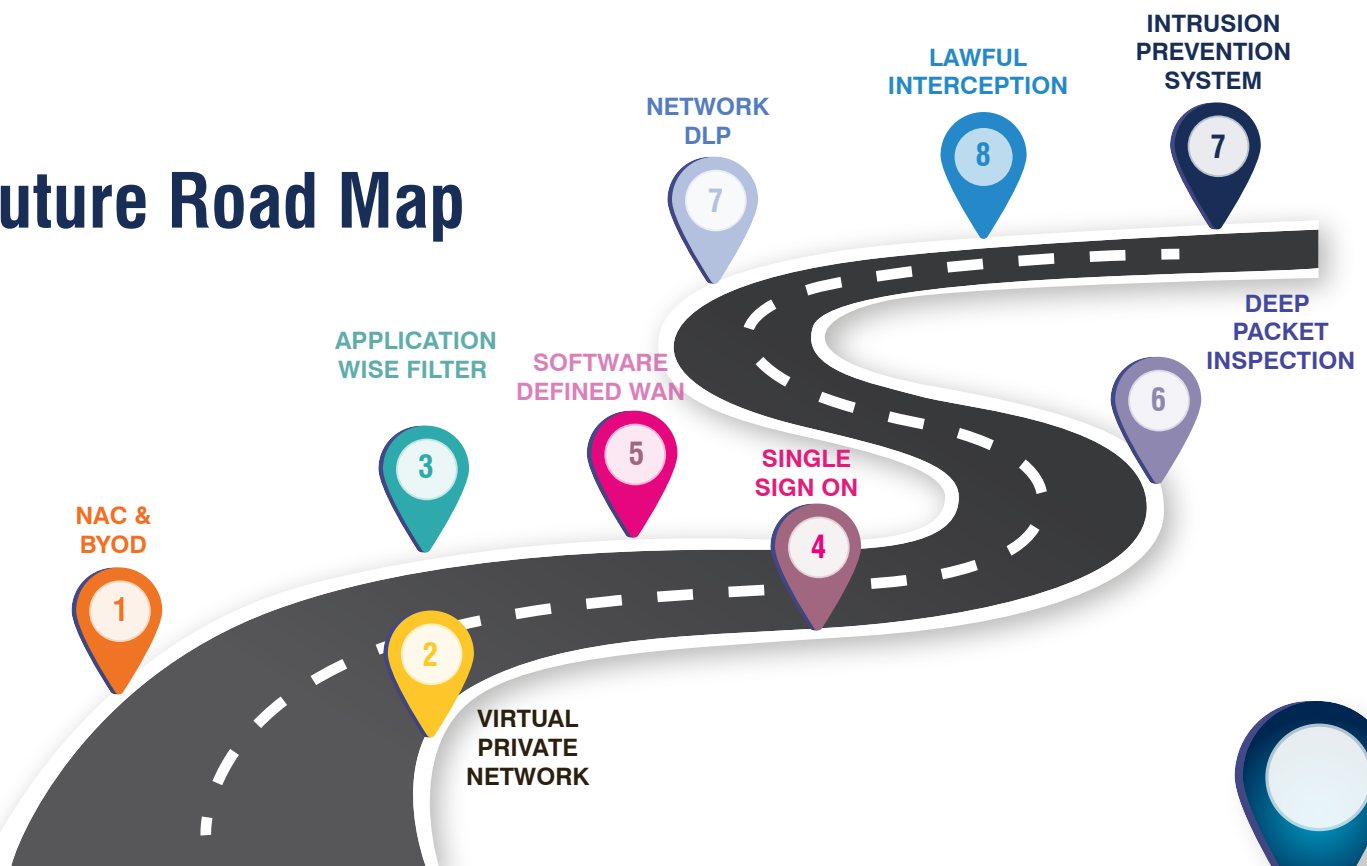 INTRUSION
PREVENTION
SYSTEM
7
LAWFUL
INTERCEPTION
8
NETWORK
DLP
7
uture Road Map
DEEP
PACKET
INSPECTION
6
APPLICATION
WISE FILTER
3
SOFTWARE
DEFINED WAN
5
SINGLE
SIGN ON
4
NAC &
BYOD
1
2
VIRTUAL
PRIVATE
NETWORK